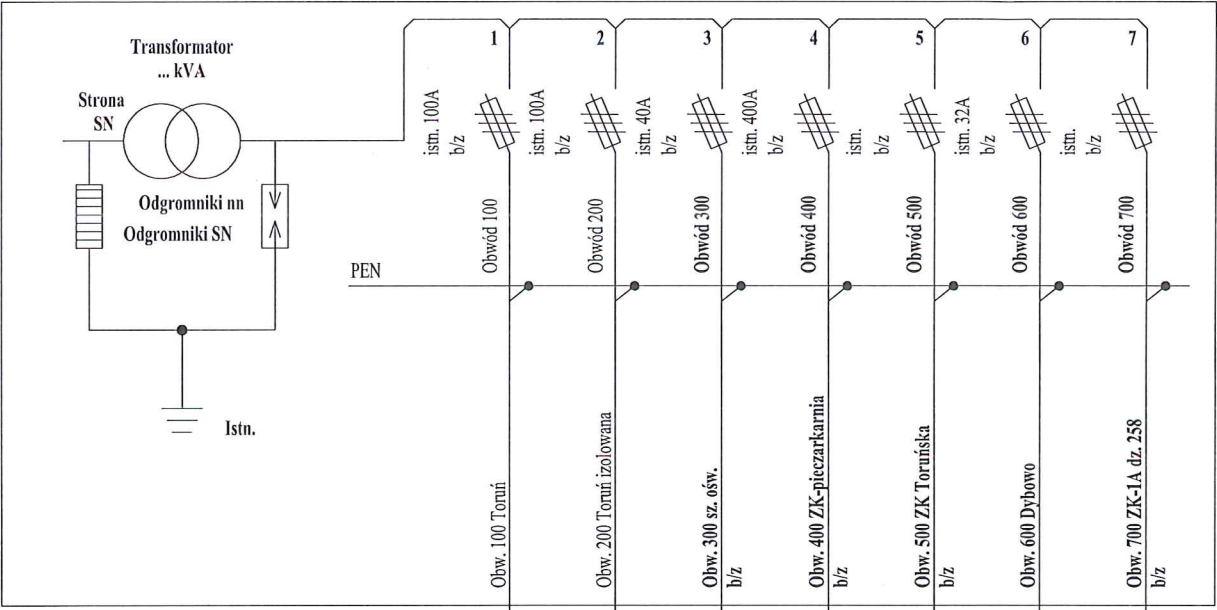 Transformator
... kVA
Strona
SN
Odgromniki nn
Odgromniki SN
Istn.
PEN
1
2
3
4
5
6
7
istn. 100A
b/z
istn. 100A
b/z
istn. 40A
b/z
istn. 400A
b/z
istn.
b/z
istn. 32A
b/z
istn.
b/z
Obwód 100
Obwód 200
Obwód 300
Obwód 400
Obwód 500
Obwód 600
Obwód 700
Obw. 100 Toruń
Obw. 200 Toruń izolowana
Obw. 300 sz. ośw.
b/z
Obw. 400 ZK-pieczarkarnia
b/z
Obw. 500 ZK Toruńska
b/z
Obw. 600 Dybowo
Obw. 700 ZK-1A dz. 258
b/z